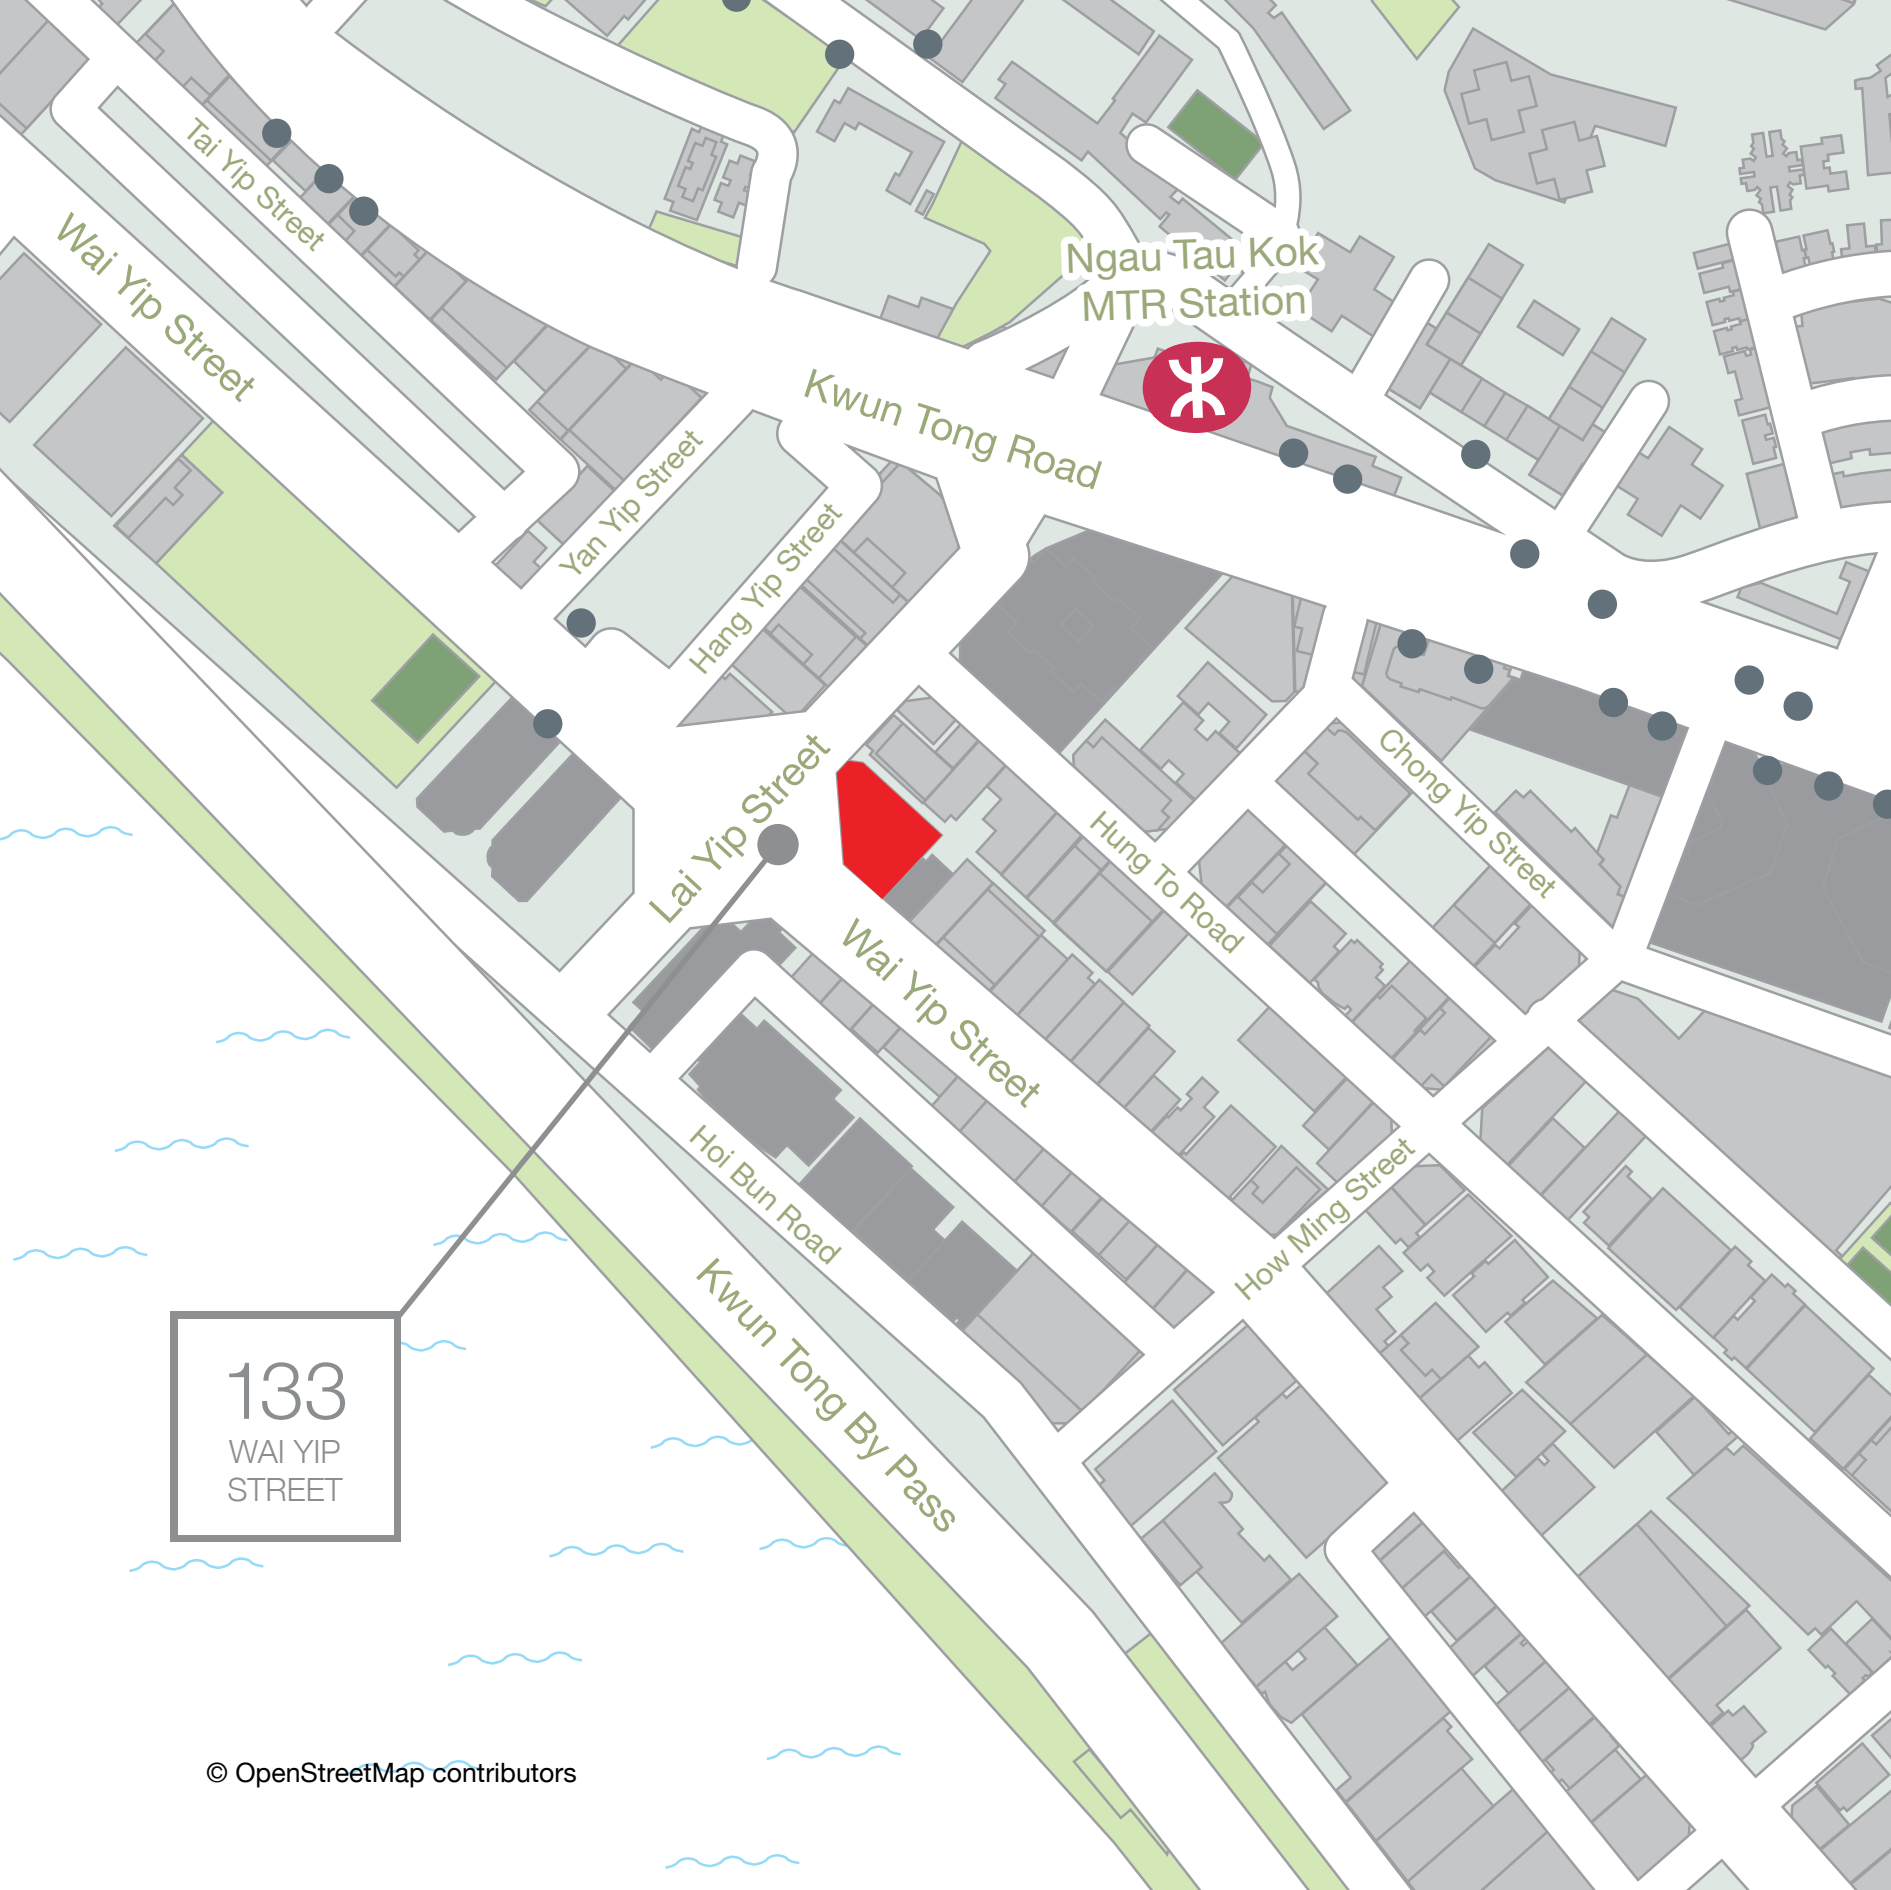 Tai Yip Street
Wai Yip Street
Ngau Tau Kok
MTR Station
Kwun Tong Road
Yan Yip Street
Hang Yip Street
Lai Yip Street
Chong Yip Street
Hung To Road
Wai Yip Street
How Ming Street
Hoi Bun Road
Kwun Tong By Pass
133
WAI YIP
STREET
© OpenStreetMap contributors